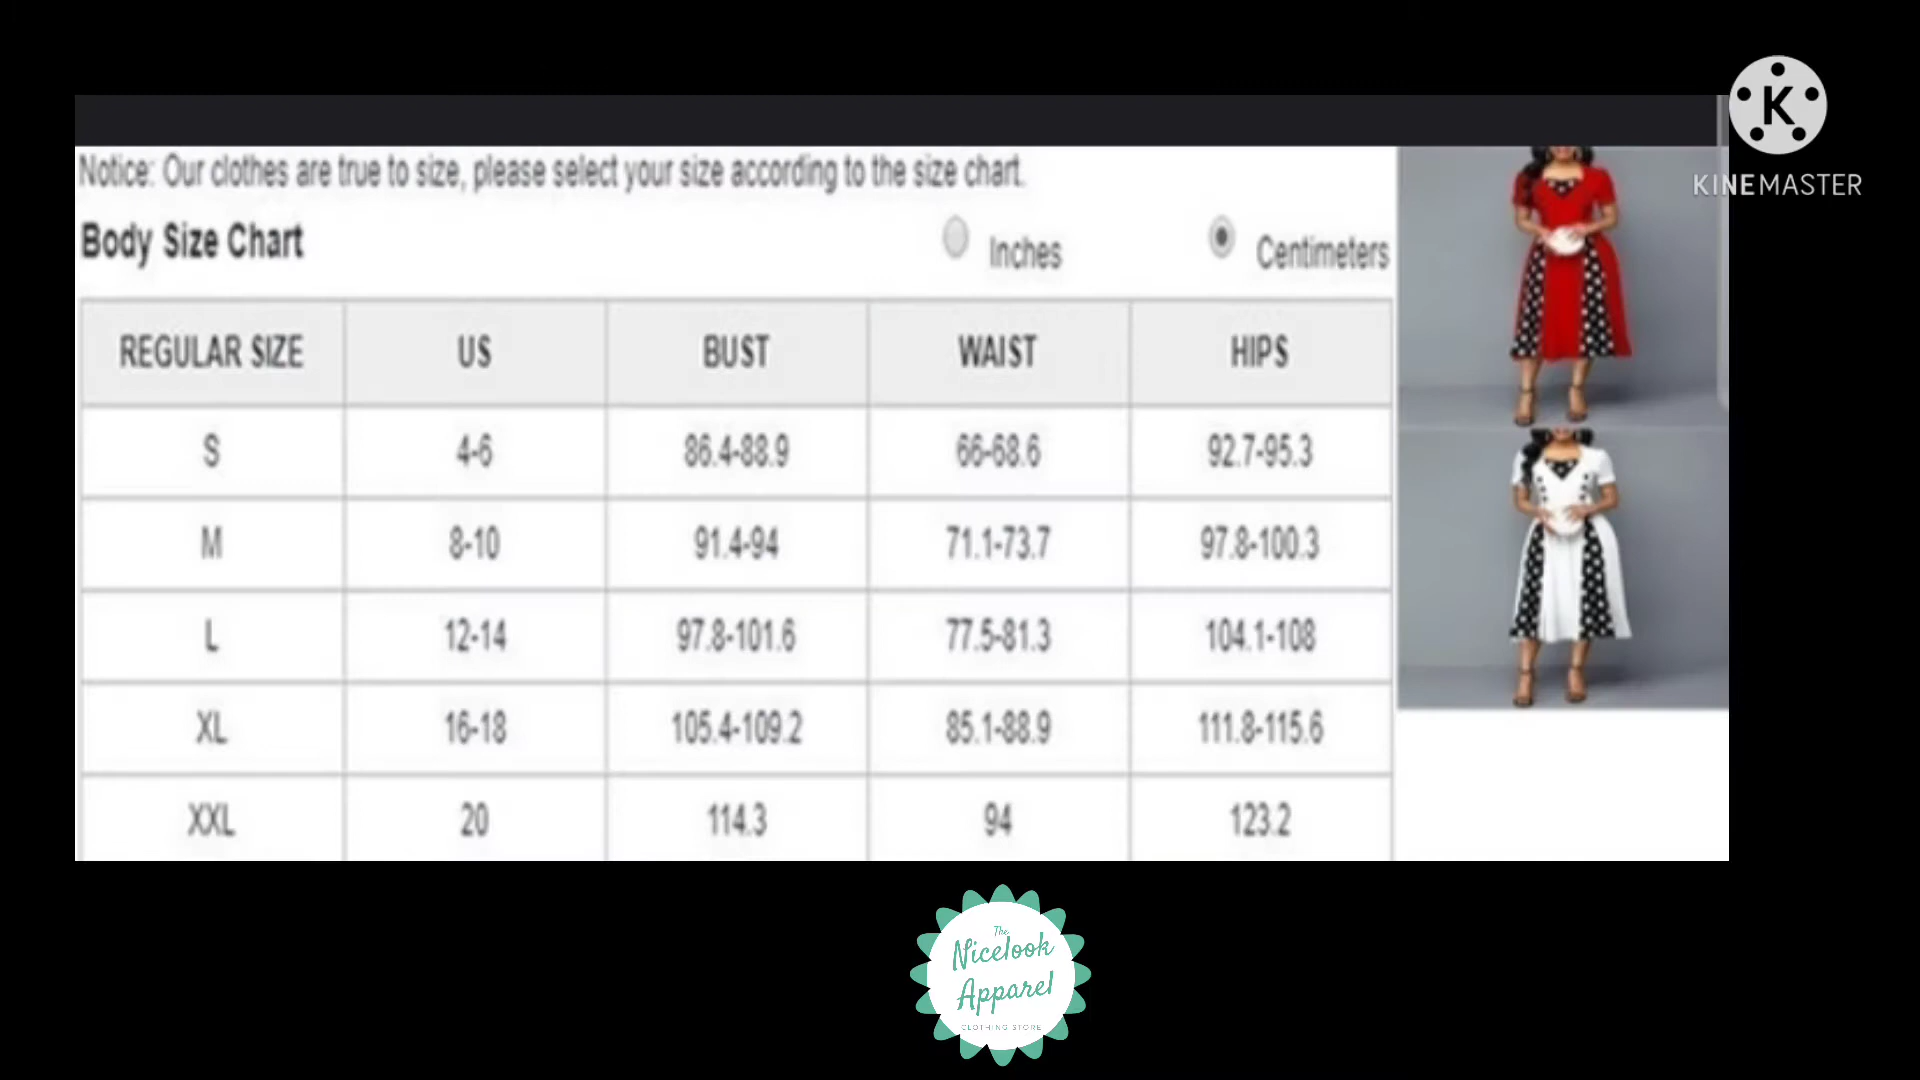 K
KINEMASTER
Notice: Our clothes are true to size, please select your size according to the size chart.
Body Size Chart Inches Centimeters
REGULAR SIZE US BUST WAIST HIPS
S 4-6 86.4-88.9 66-68.6 92.7-95.3
M 8-10 91.4-94 71.1-73.7 97.8-100.3
L 12-14 97.8-101.6 77.5-81.3 104.1-108
XL 16-18 105.4-109.2 85.1-88.9 111.8-115.6
XXL 20 114.3 94 123.2
The
Nicelook
Apparel
CLOTHING STORE